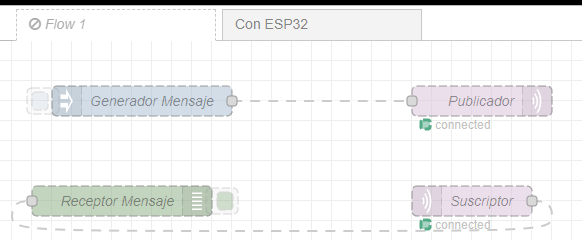 Flow 1
Con ESP32
Generador Mensaje
Publicador
connected
Receptor Mensaje
Suscriptor
connected